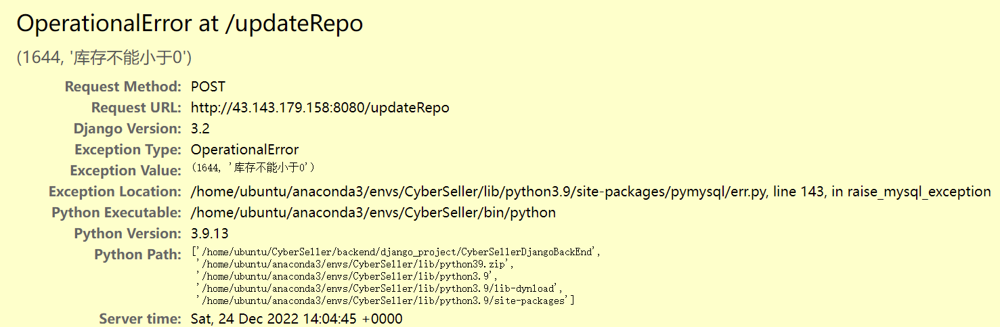 OperationalError at /updateRepo
(1644, '库存不能小于0')
Request Method: POST
Request URL: http://43.143.179.158:8080/updateRepo
Django Version: 3.2
Exception Type: OperationalError
Exception Value: (1644, '库存不能小于0')
Exception Location: /home/ubuntu/anaconda3/envs/CyberSeller/lib/python3.9/site-packages/pymysql/err.py, line 143, in raise_mysql_exception
Python Executable: /home/ubuntu/anaconda3/envs/CyberSeller/bin/python
Python Version: 3.9.13
Python Path: ['/home/ubuntu/CyberSeller/backend/django_project/CyberSellerDjangoBackEnd',
'/home/ubuntu/anaconda3/envs/CyberSeller/lib/python39.zip',
'/home/ubuntu/anaconda3/envs/CyberSeller/lib/python3.9',
'/home/ubuntu/anaconda3/envs/CyberSeller/lib/python3.9/lib-dynload',
'/home/ubuntu/anaconda3/envs/CyberSeller/lib/python3.9/site-packages']
Server time: Sat, 24 Dec 2022 14:04:45 +0000